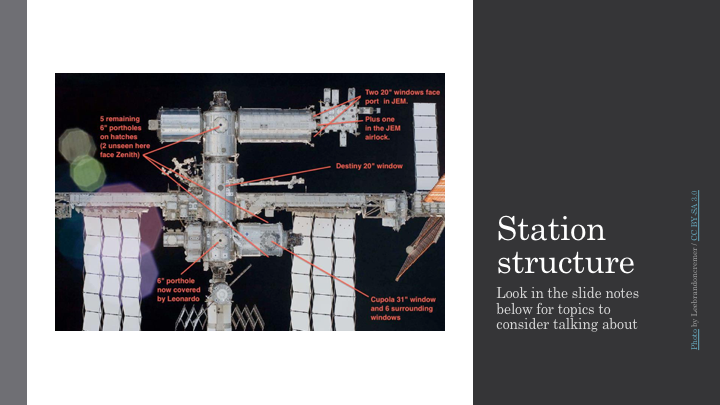 Two 20" windows face
port in JEM.
Plus one
in the JEM
airlock.
5 remaining
6" portholes
on hatches
(2 unseen here
face Zenith)
Destiny 20" window
6" porthole
now covered
by Leonardo
Cupola 31" window
and 6 surrounding
windows
Station
structure
Look in the slide notes
below for topics to
consider talking about
Photo by Loebrandoncremer / CC BY-SA 3.0